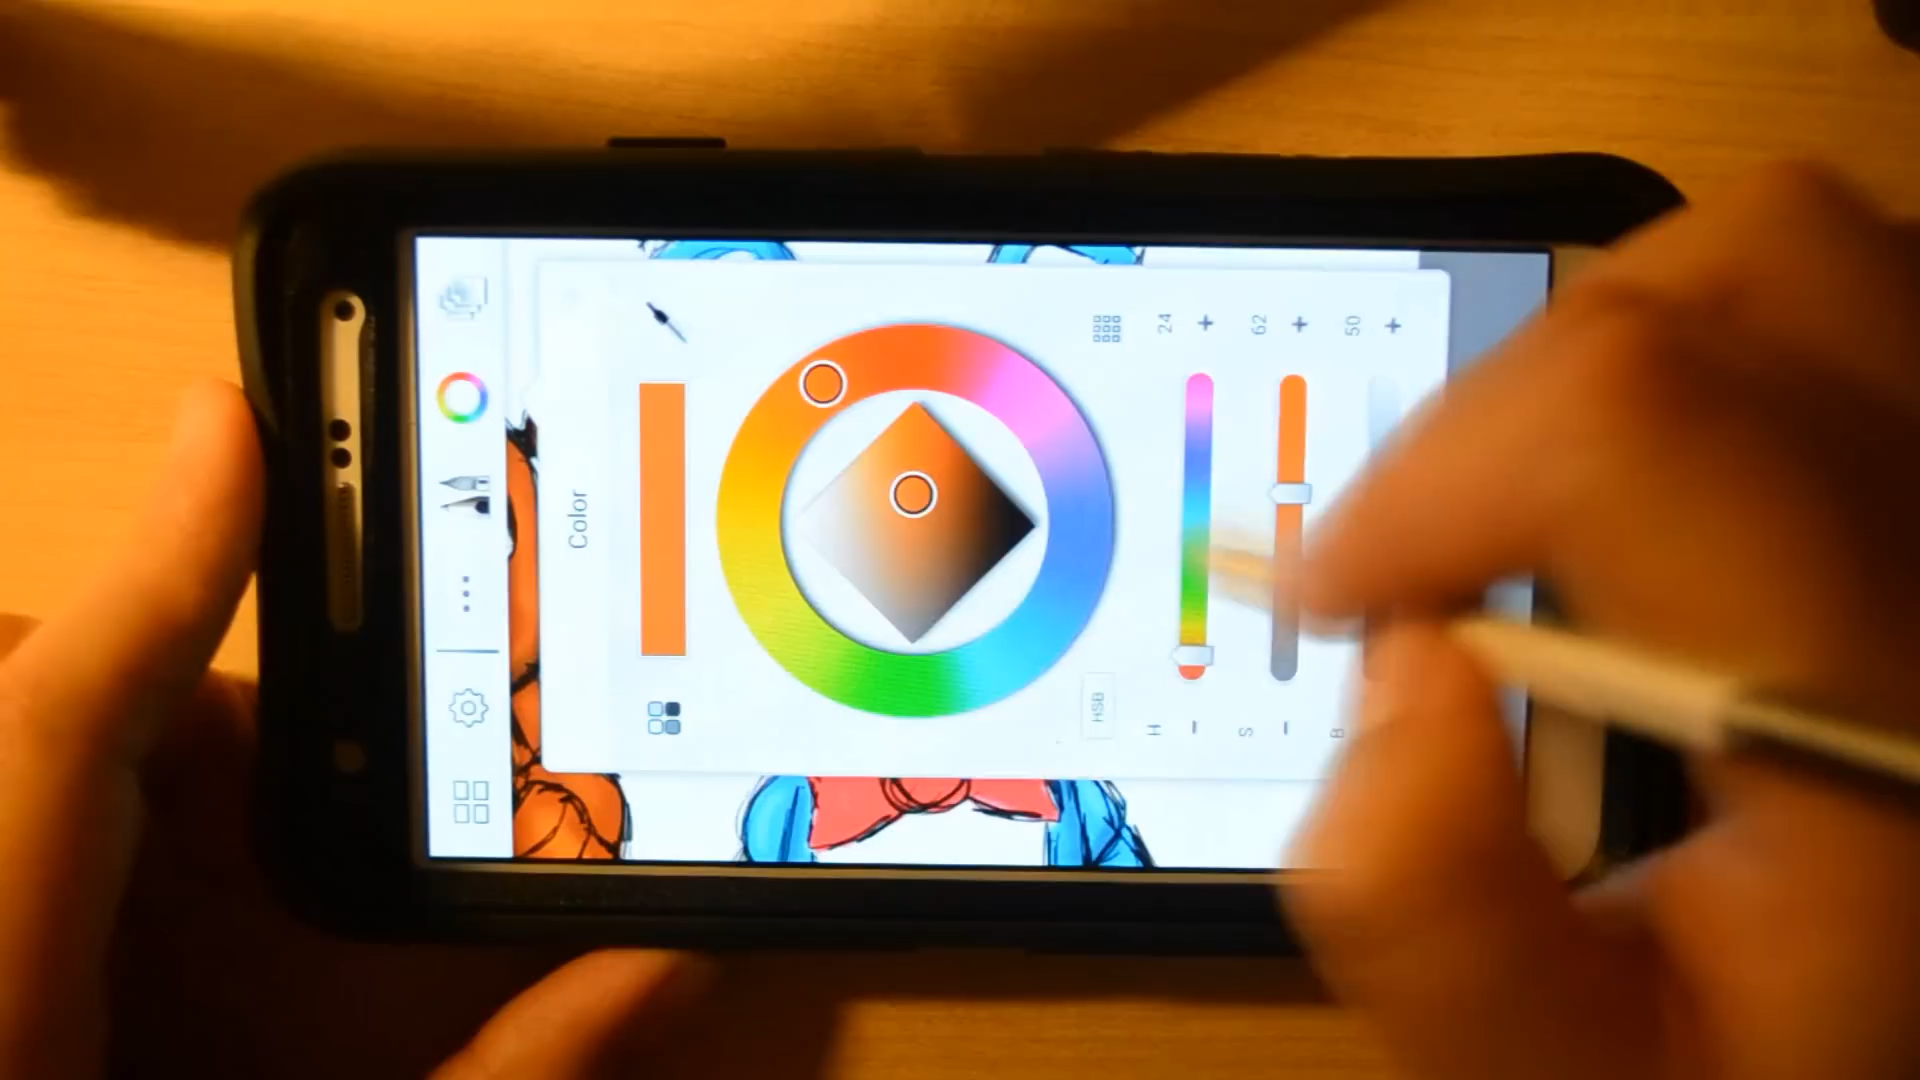 Color
HSB
H − 24 +
S − 62 +
B 50 +